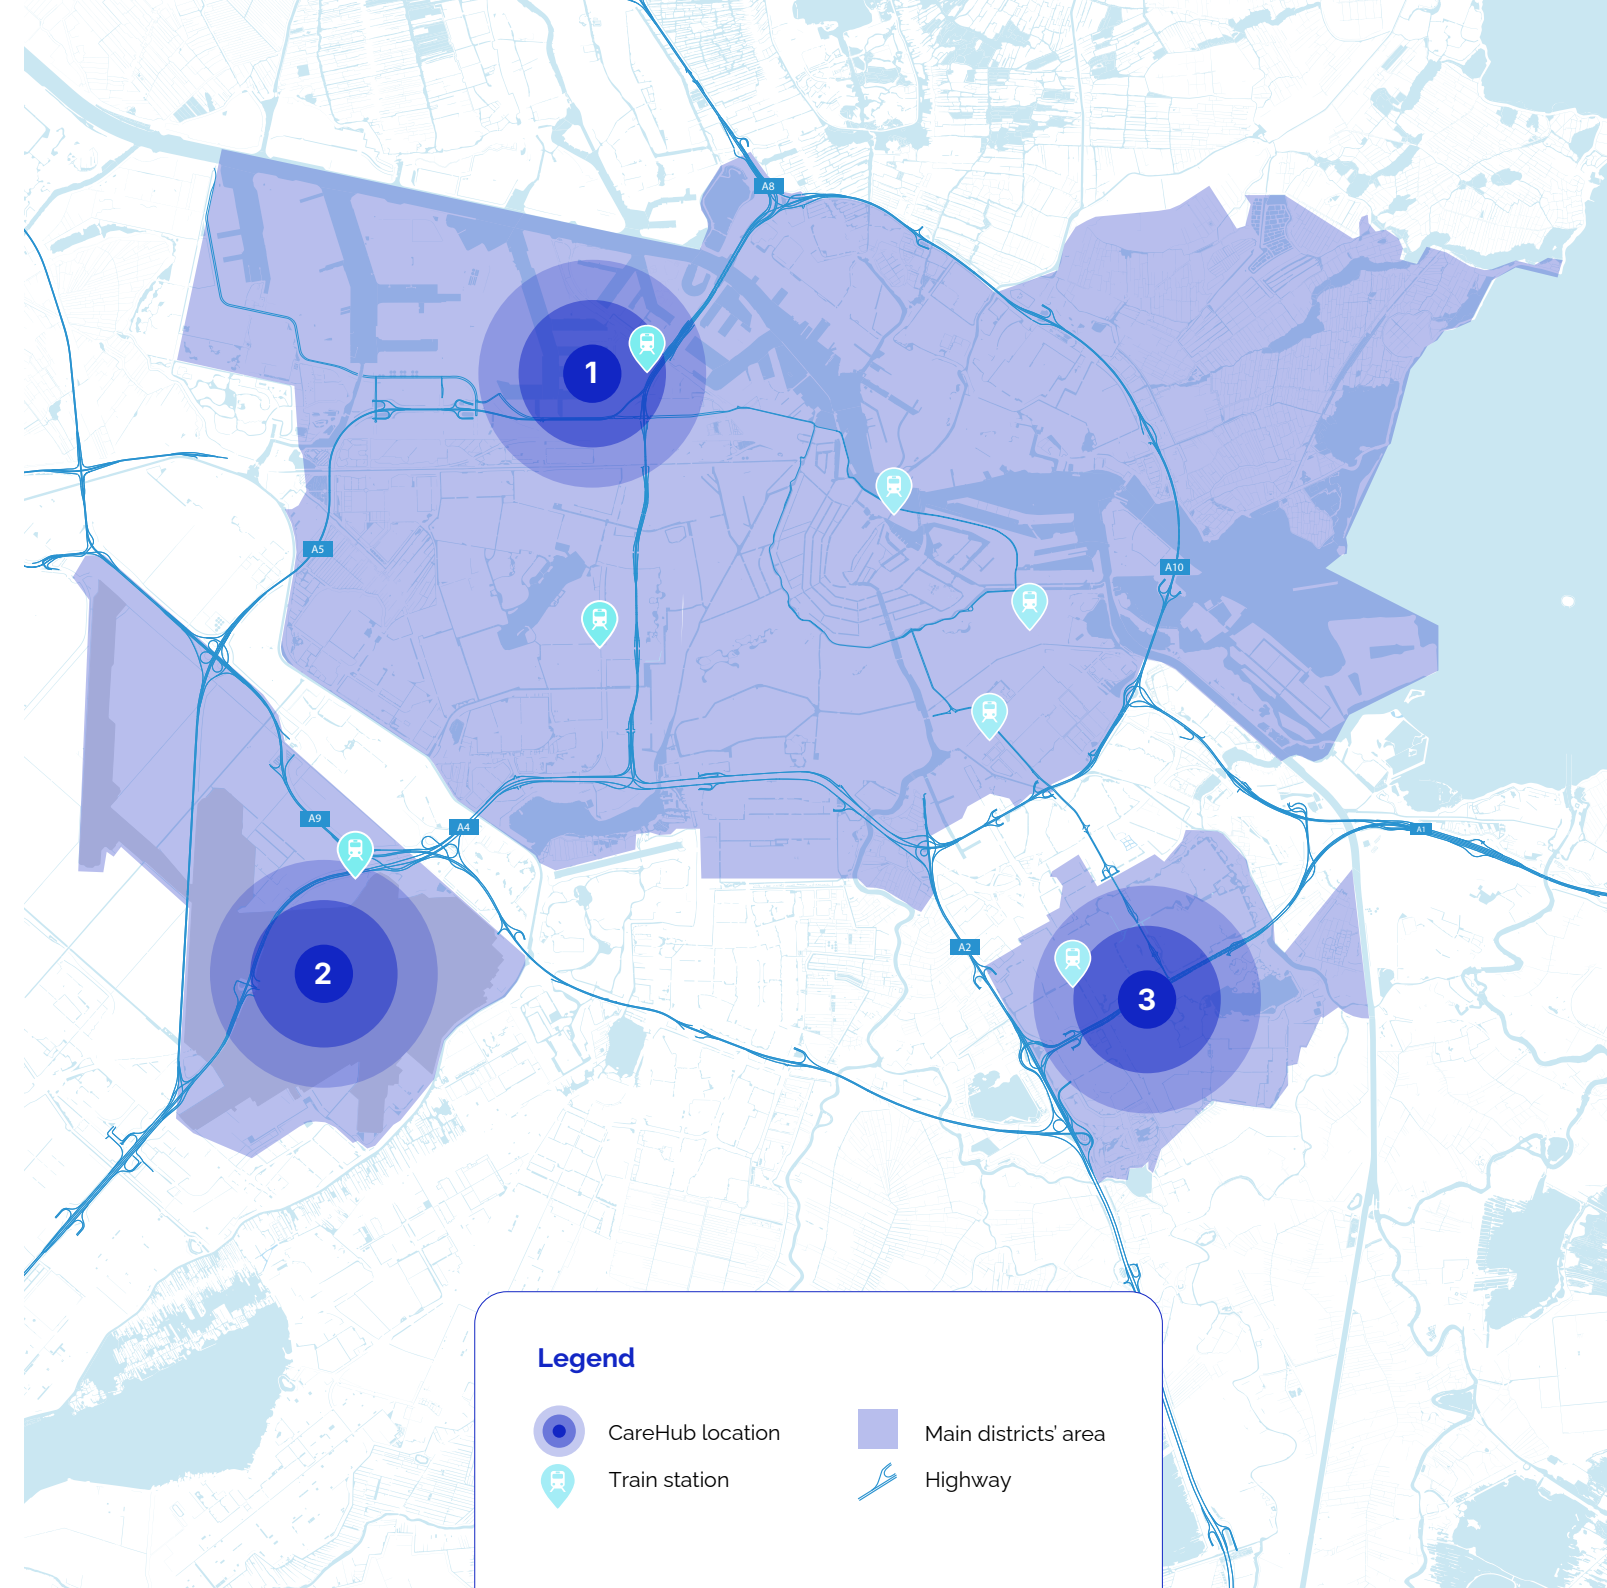 A8
1
A5
A10
A9
A4
A1
A2
2
3
Legend
CareHub location
Main districts’ area
Train station
Highway